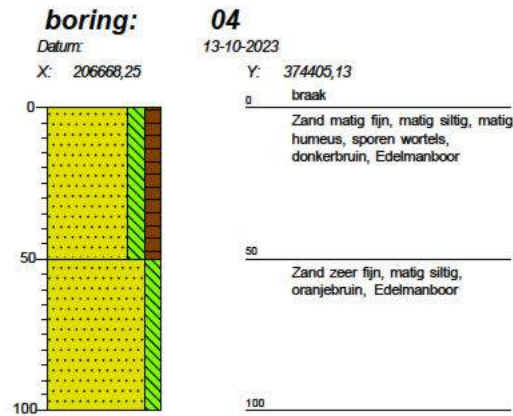 boring: 04
Datum: 13-10-2023
X: 206668,25 Y: 374405,13
0 0 braak
Zand matig fijn, matig siltig, matig
humeus, sporen wortels,
donkerbruin, Edelmanboor
50 50
Zand zeer fijn, matig siltig,
oranjebruin, Edelmanboor
100 100